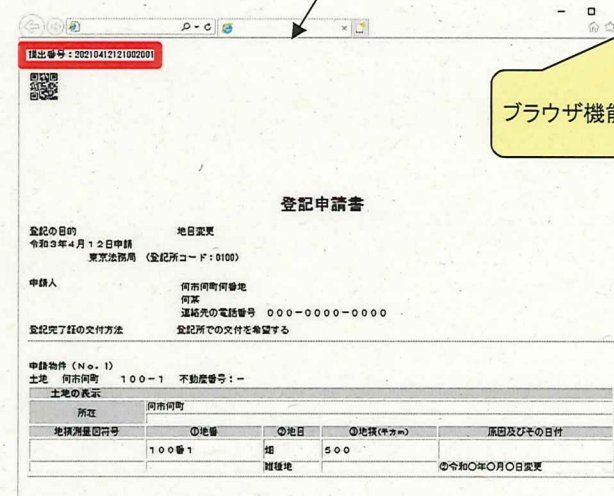 提出番号：20210412121002001
ブラウザ機能
登記申請書
登記の目的 地目変更
令和3年4月12日申請
東京法務局 （登記所コード：0100）
申請人 何市何町何番地
何某
連絡先の電話番号 000-0000-0000
登記完了証の交付方法 登記所での交付を希望する
申請物件（No. 1）
土地 何市何町 100-1 不動産番号：-
土地の表示
所在 何市何町
地積測量図符号 ①地番 ②地目 ③地積(平方m) 原因及びその日付
100番1 畑 500
雑種地 ②令和〇年〇月〇日変更